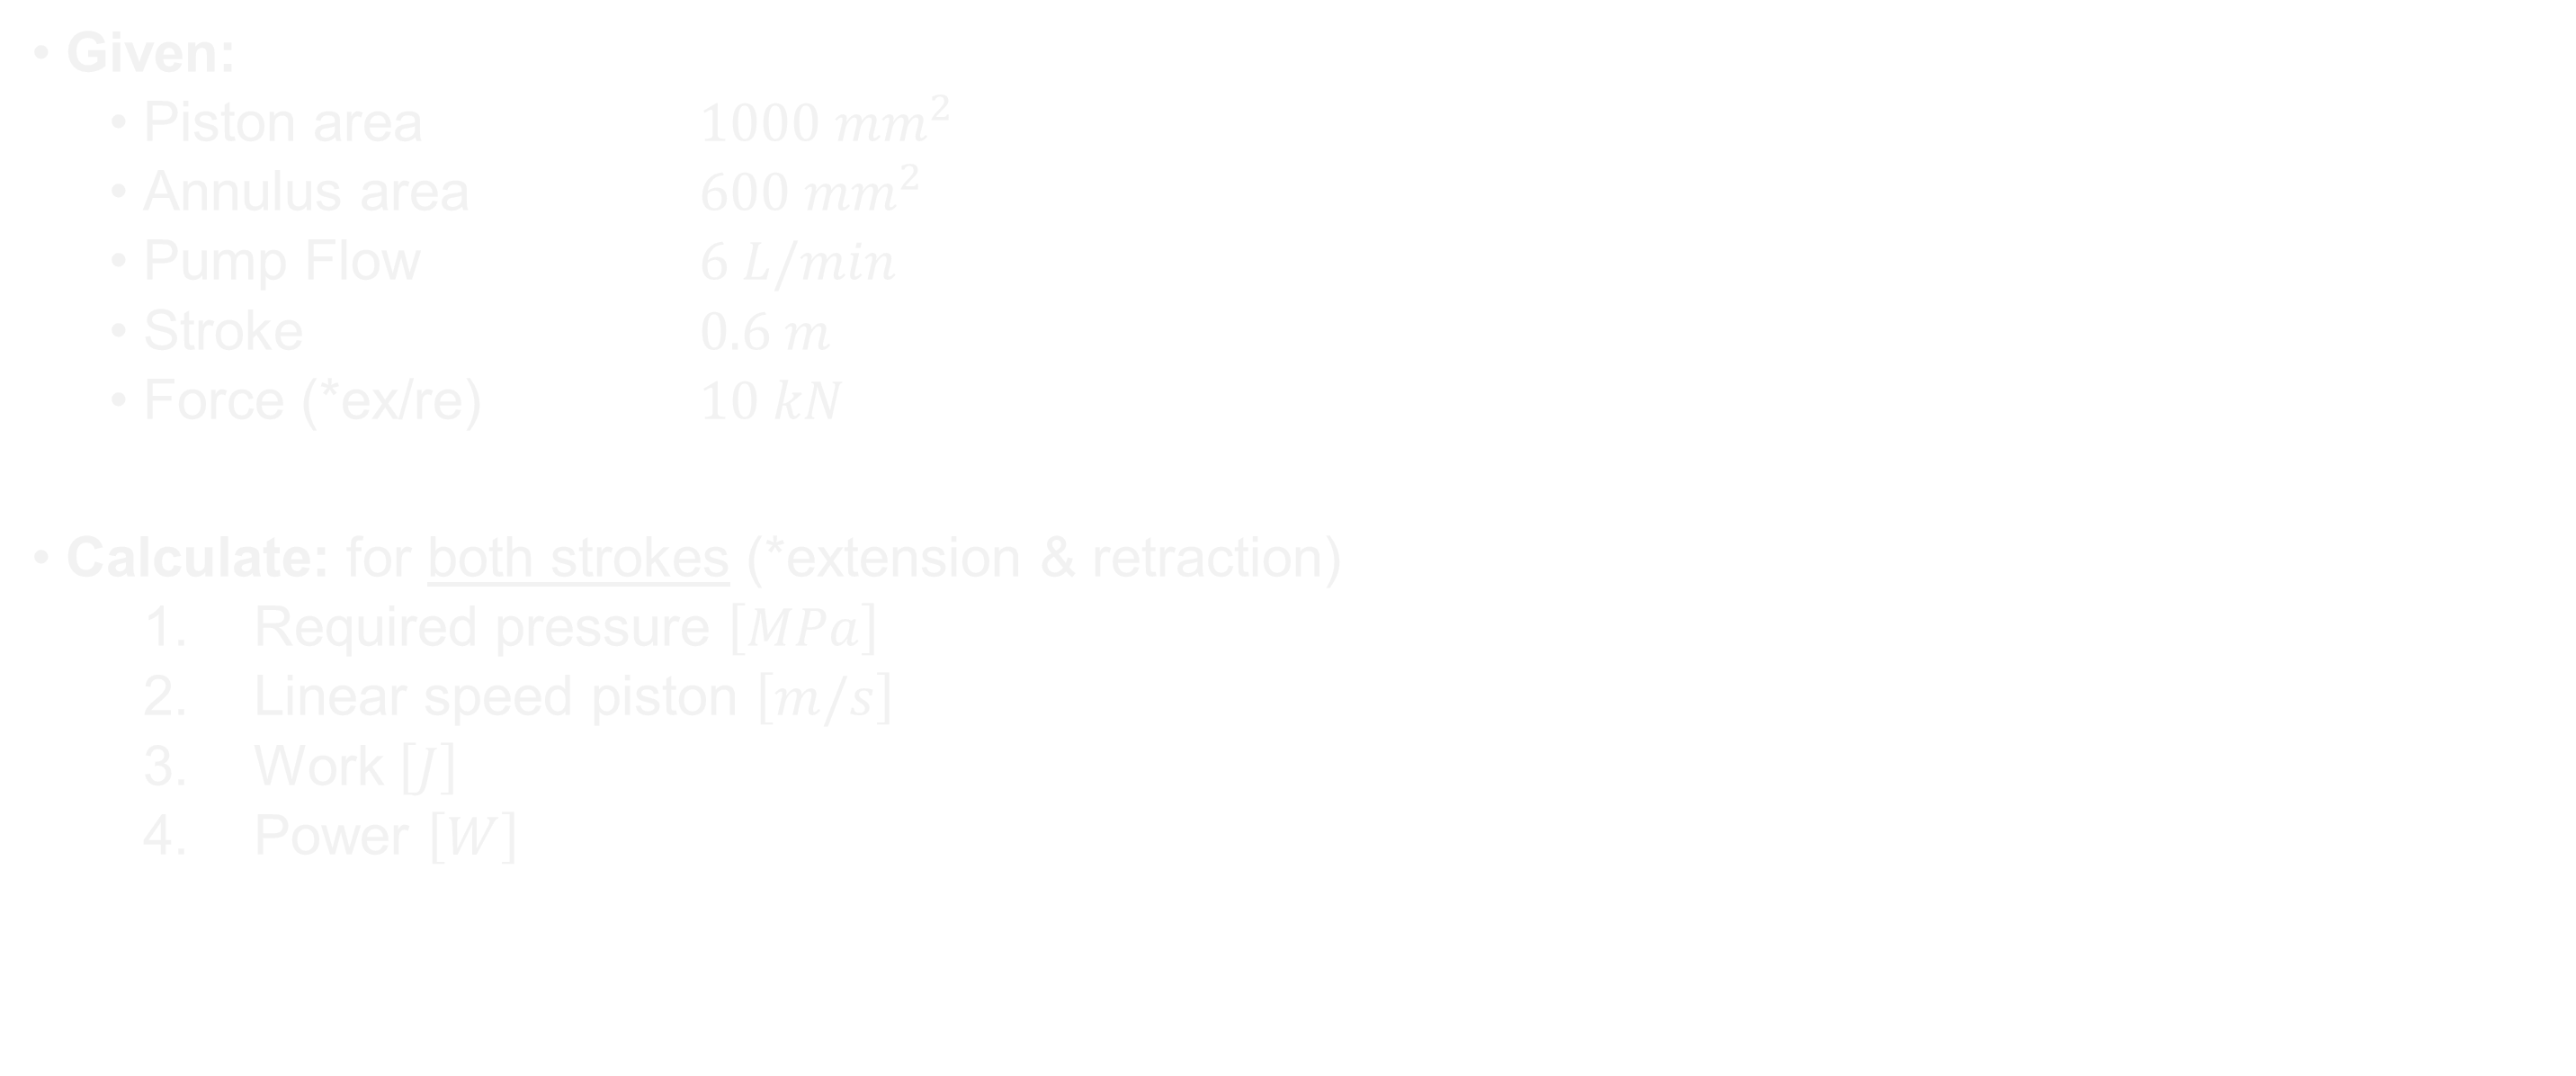 • Given:
• Piston area 1000 mm²
• Annulus area 600 mm²
• Pump Flow 6 L/min
• Stroke 0.6 m
• Force (*ex/re) 10 kN
• Calculate: for both strokes (*extension & retraction)
1. Required pressure [MPa]
2. Linear speed piston [m/s]
3. Work [J]
4. Power [W]